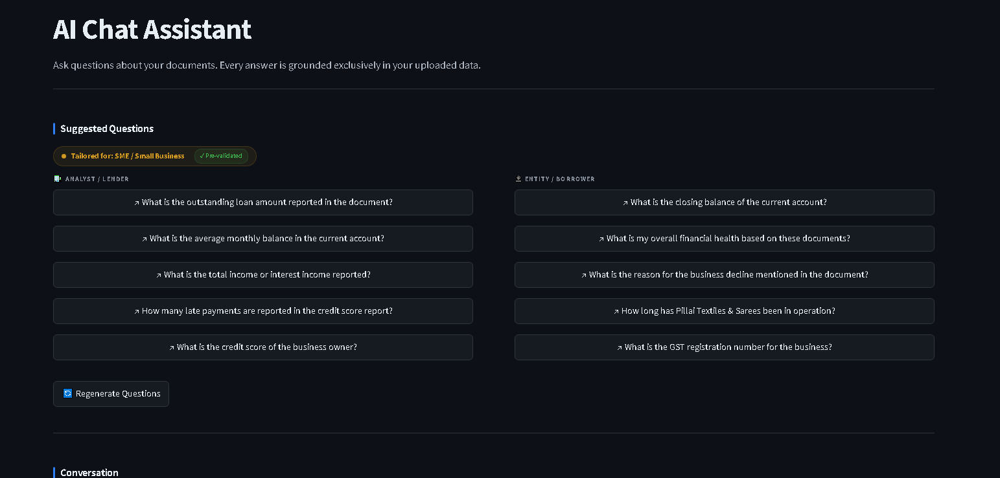 AI Chat Assistant
Ask questions about your documents. Every answer is grounded exclusively in your uploaded data.
Suggested Questions
Tailored for: SME / Small Business ✓ Pre-validated
ANALYST / LENDER
↗ What is the outstanding loan amount reported in the document?
↗ What is the average monthly balance in the current account?
↗ What is the total income or interest income reported?
↗ How many late payments are reported in the credit score report?
↗ What is the credit score of the business owner?
ENTITY / BORROWER
↗ What is the closing balance of the current account?
↗ What is my overall financial health based on these documents?
↗ What is the reason for the business decline mentioned in the document?
↗ How long has Pillai Textiles & Sarees been in operation?
↗ What is the GST registration number for the business?
Regenerate Questions
Conversation